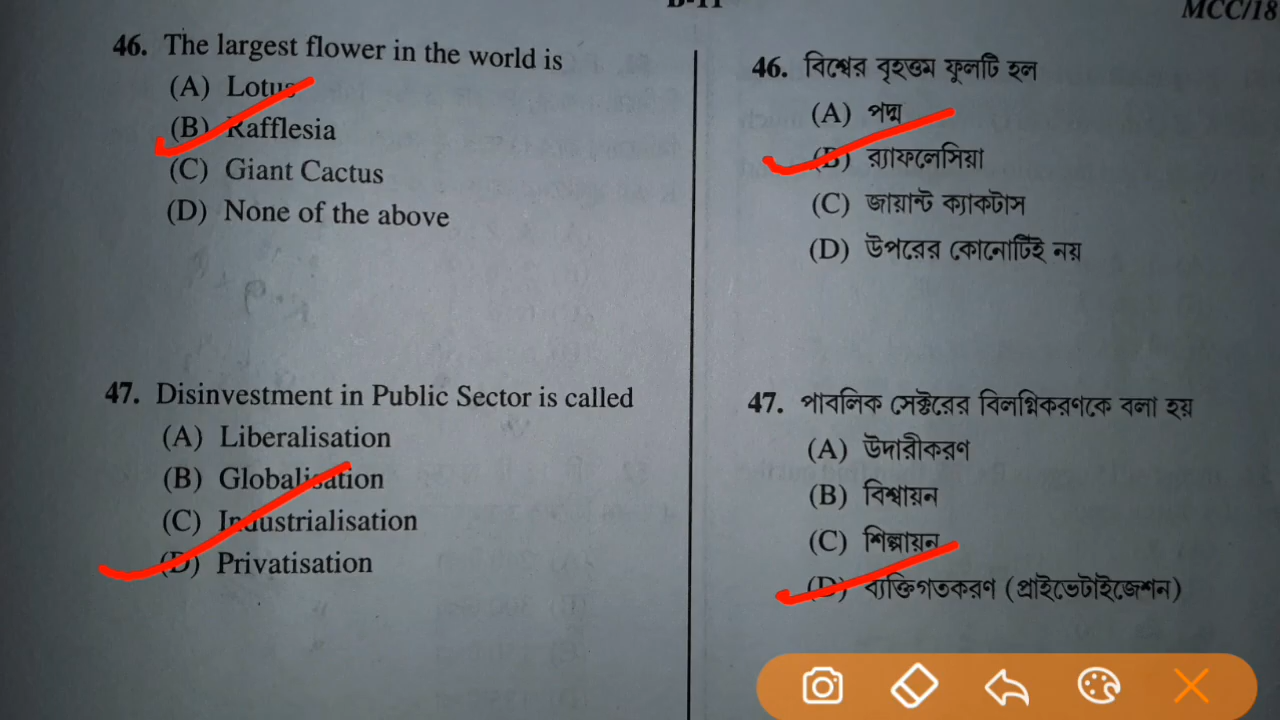 B-11
MCC/18
46. The largest flower in the world is
(A) Lotus
(B) Rafflesia
(C) Giant Cactus
(D) None of the above
47. Disinvestment in Public Sector is called
(A) Liberalisation
(B) Globalisation
(C) Industrialisation
(D) Privatisation
46. বিশ্বের বৃহত্তম ফুলটি হল
(A) পদ্ম
(B) র‍্যাফলেসিয়া
(C) জায়ান্ট ক্যাকটাস
(D) উপরের কোনোটিই নয়
47. পাবলিক সেক্টরের বিলগ্নিকরণকে বলা হয়
(A) উদারীকরণ
(B) বিশ্বায়ন
(C) শিল্পায়ন
(D) ব্যক্তিগতকরণ (প্রাইভেটাইজেশন)